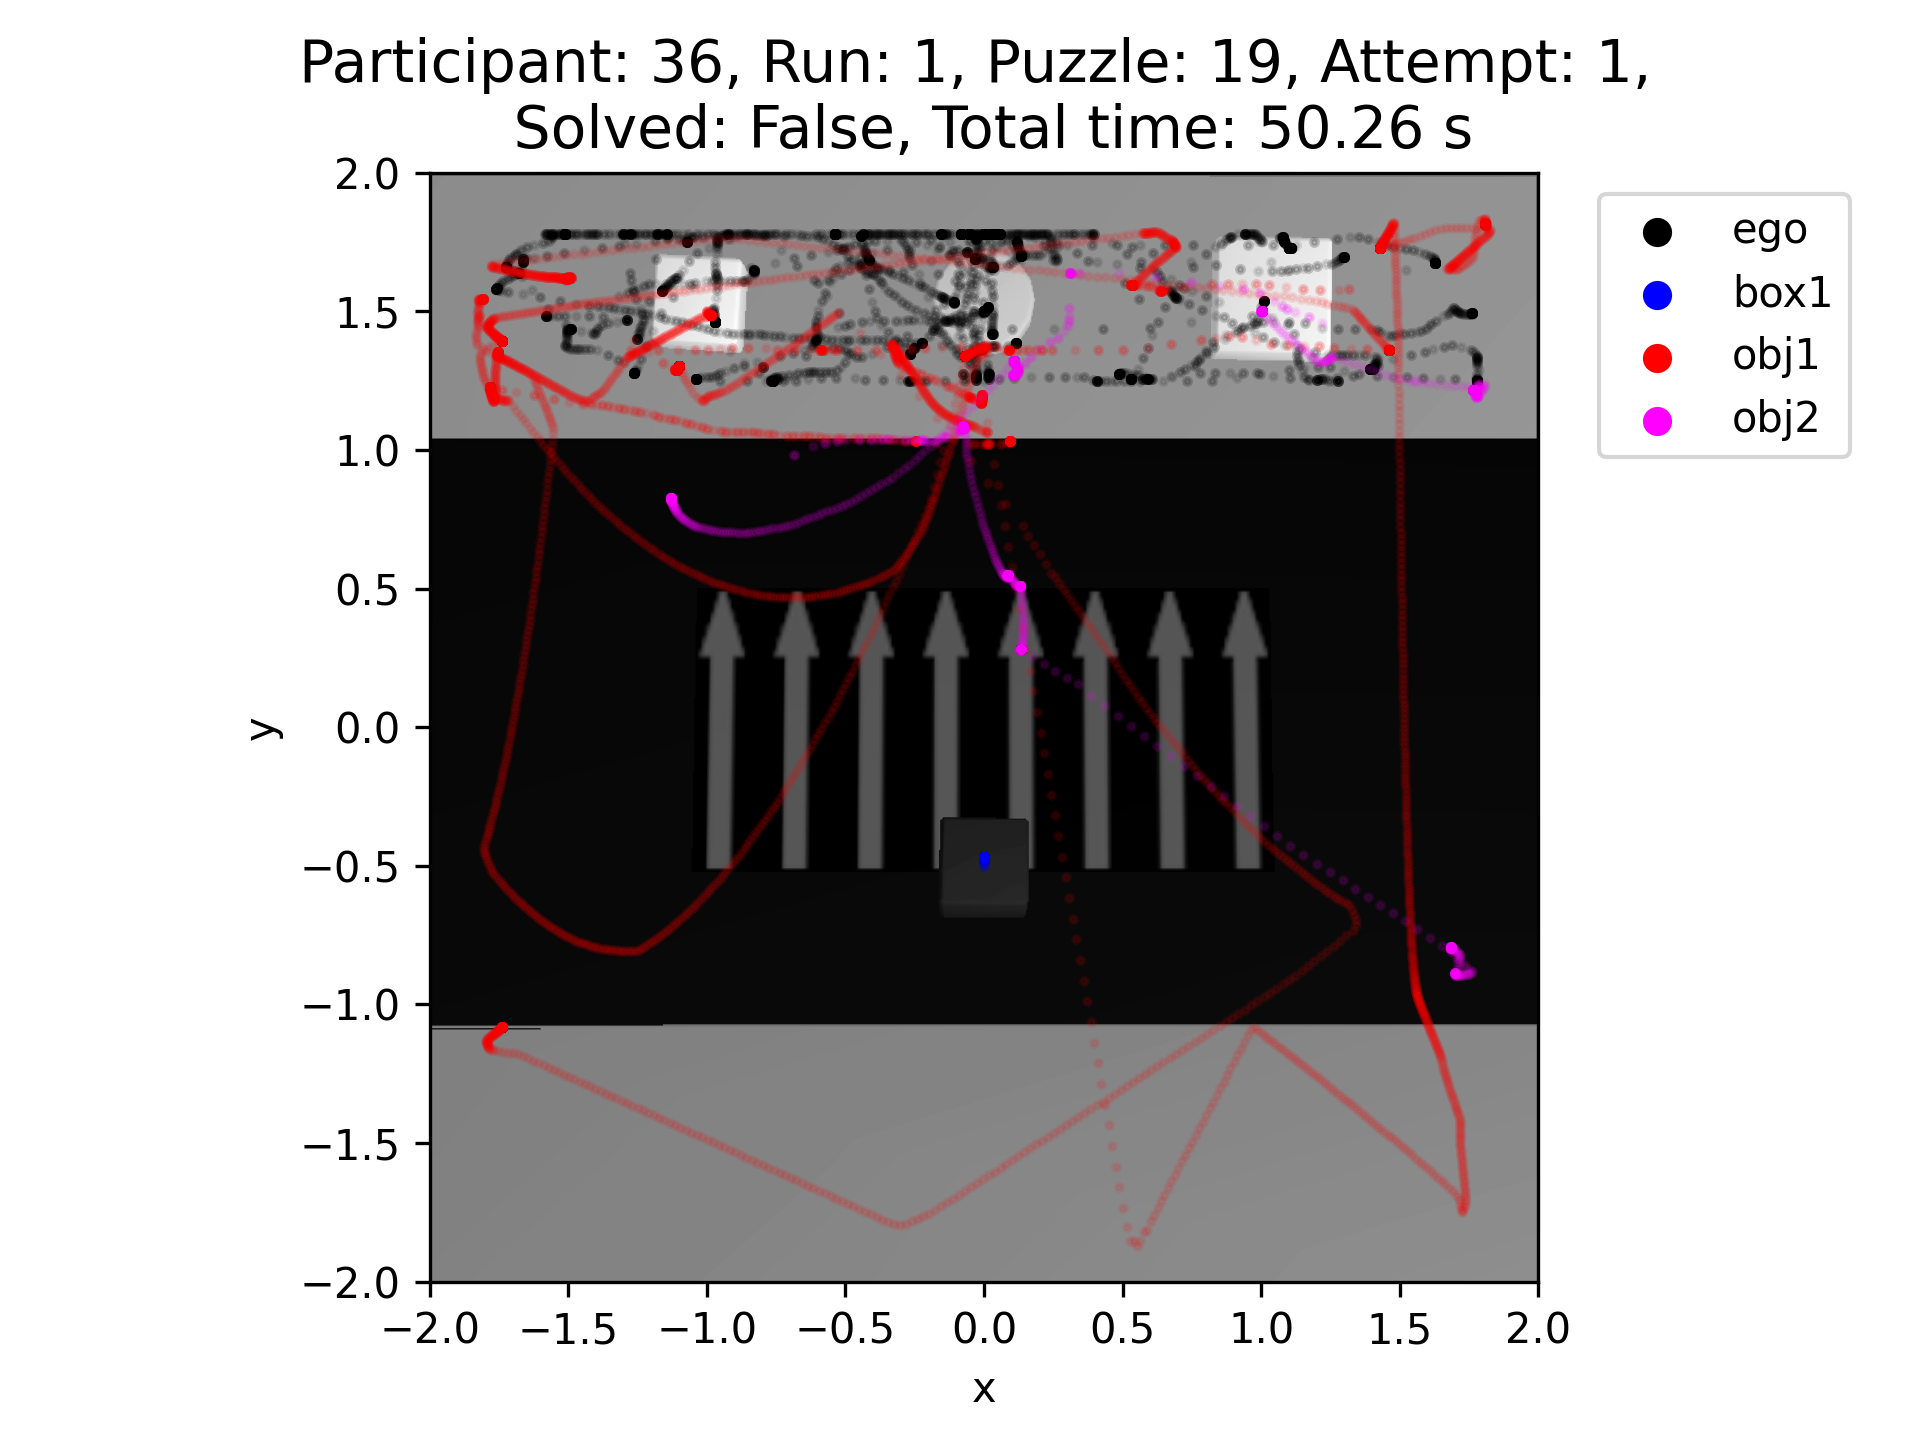 Participant: 36, Run: 1, Puzzle: 19, Attempt: 1,
Solved: False, Total time: 50.26 s
2.0
1.5
1.0
0.5
0.0
−0.5
−1.0
−1.5
−2.0
y
−2.0 −1.5 −1.0 −0.5 0.0 0.5 1.0 1.5 2.0
x
ego
box1
obj1
obj2